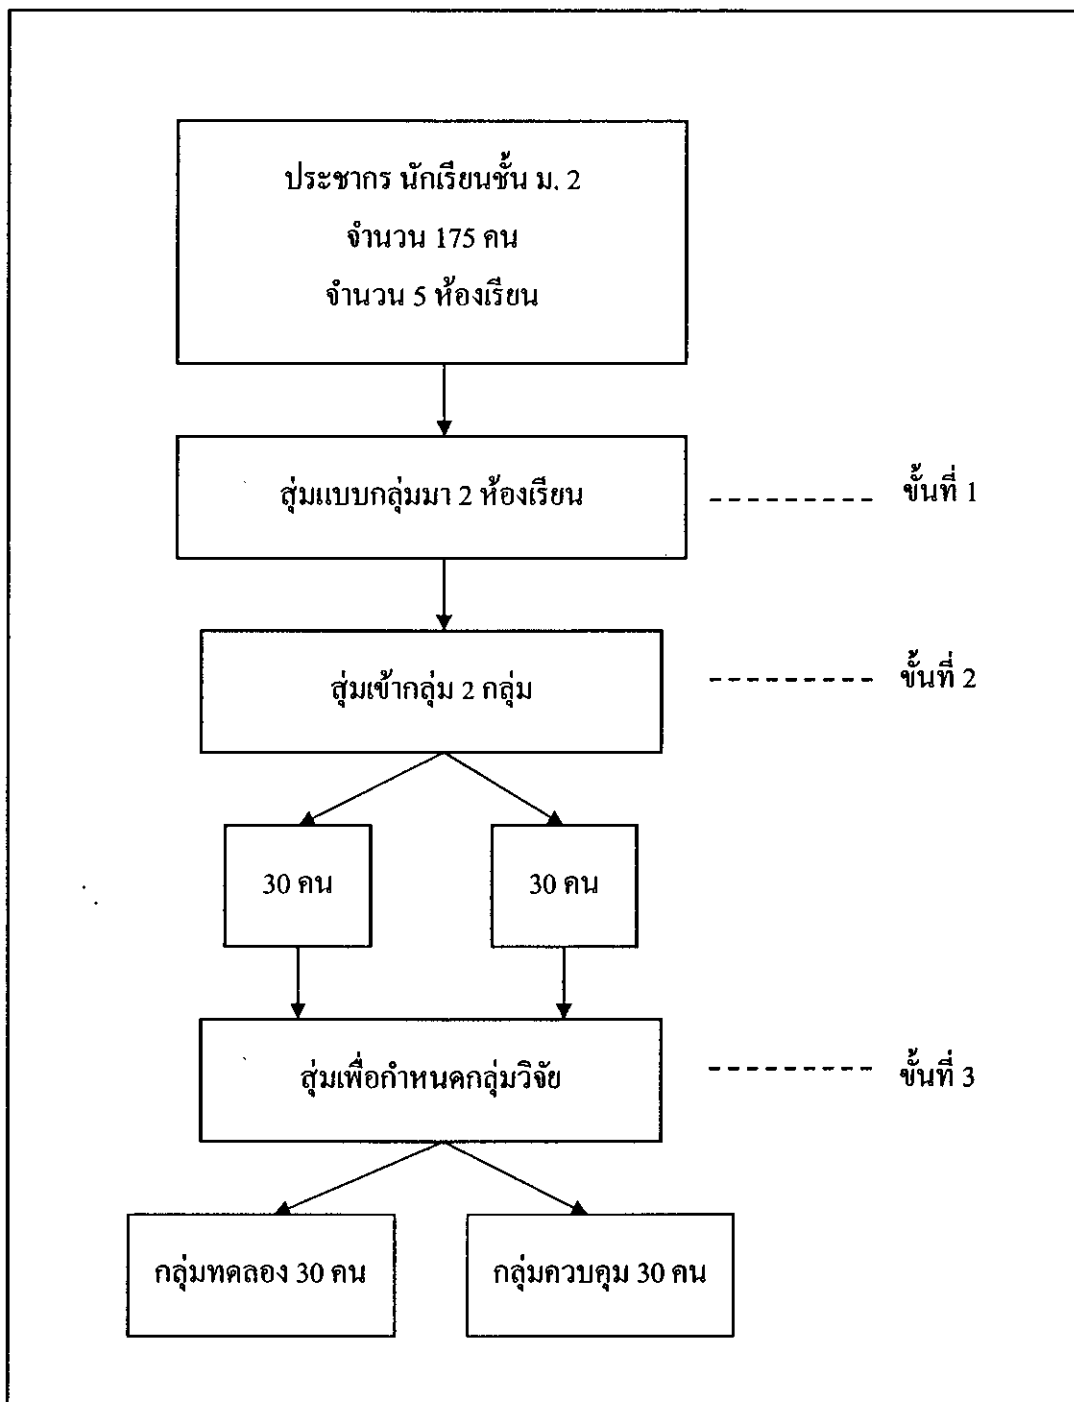 ประชากร นักเรียนชั้น ม. 2
จำนวน 175 คน
จำนวน 5 ห้องเรียน
สุ่มแบบกลุ่มมา 2 ห้องเรียน
ขั้นที่ 1
สุ่มเข้ากลุ่ม 2 กลุ่ม
ขั้นที่ 2
30 คน
30 คน
สุ่มเพื่อกำหนดกลุ่มวิจัย
ขั้นที่ 3
กลุ่มทดลอง 30 คน
กลุ่มควบคุม 30 คน